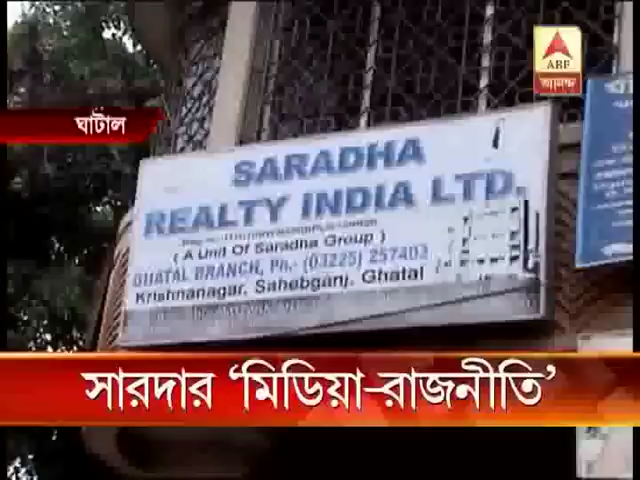 ABP
আনন্দ
ঘাটাল
SARADHA
REALTY INDIA LTD.
( A Unit Of Saradha Group )
GHATAL BRANCH, Ph.- (03225) 257402
Krishnanagar, Sahebganj, Ghatal
সারদার ‘মিডিয়া-রাজনীতি’